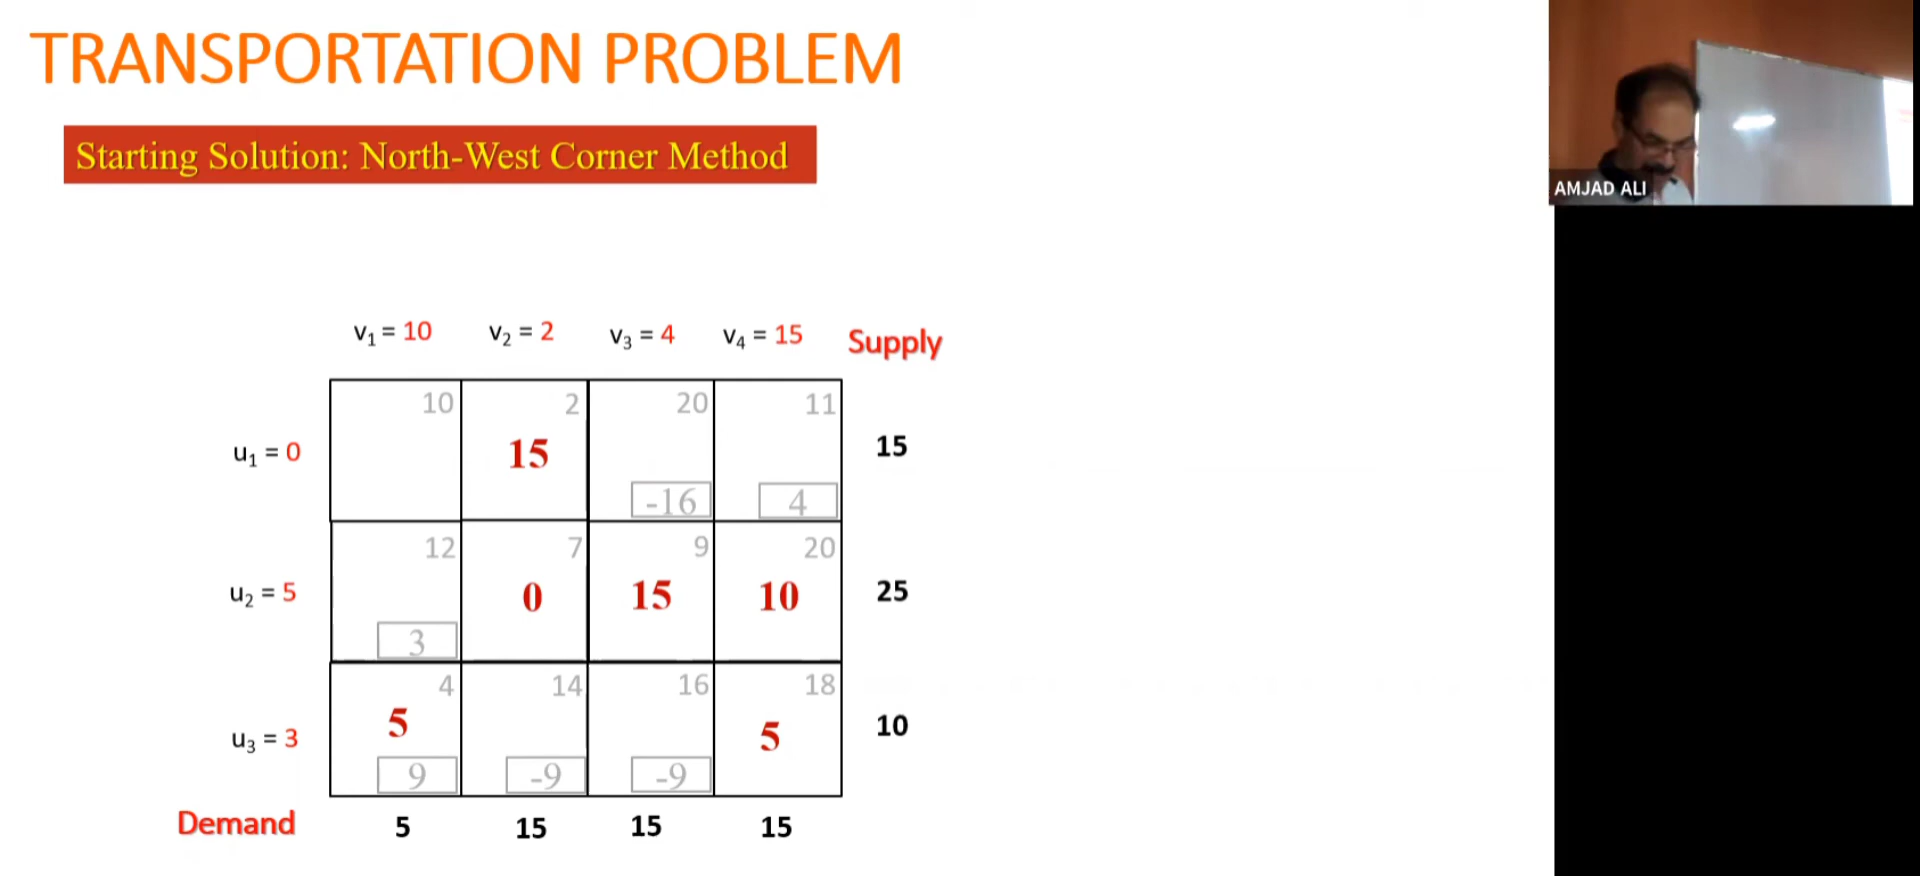 TRANSPORTATION PROBLEM
Starting Solution: North-West Corner Method
AMJAD ALI
v1 = 10 v2 = 2 v3 = 4 v4 = 15 Supply
10 2 20 11
u1 = 0 15 15
-16 4
12 7 9 20
u2 = 5 0 15 10 25
3
4 14 16 18
u3 = 3 5 5 10
9 -9 -9
Demand 5 15 15 15